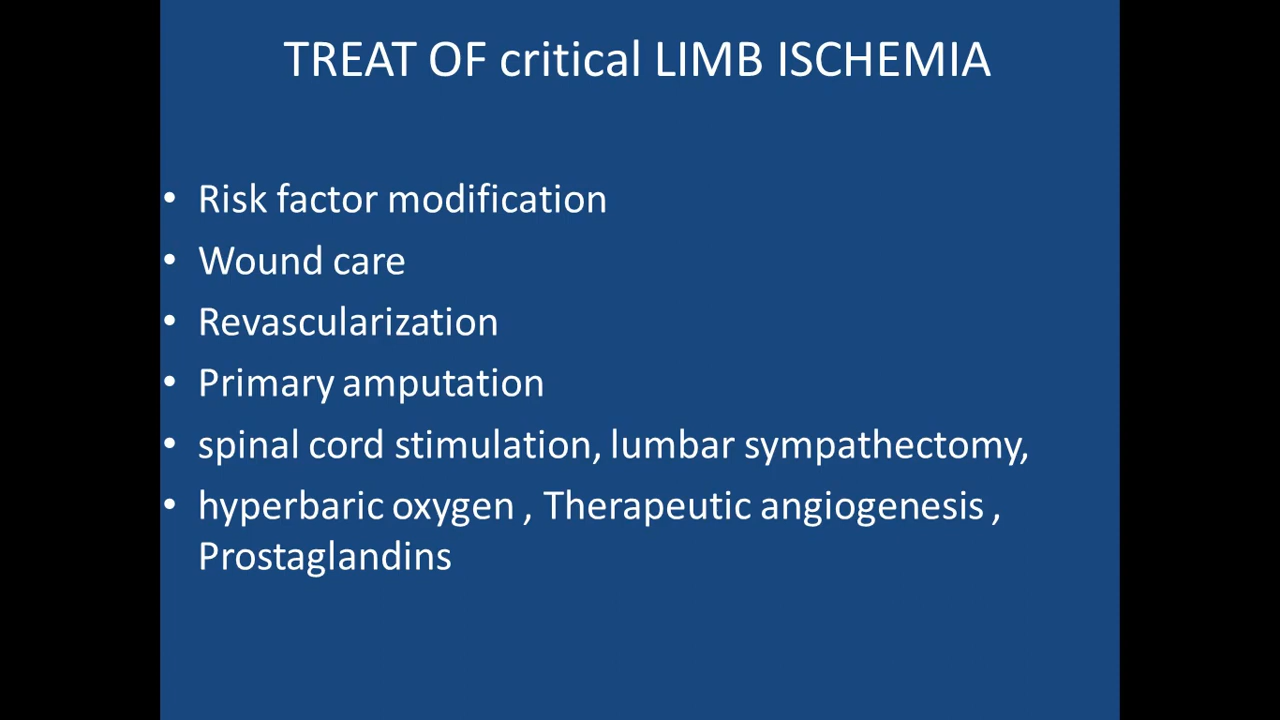 TREAT OF critical LIMB ISCHEMIA
• Risk factor modification
• Wound care
• Revascularization
• Primary amputation
• spinal cord stimulation, lumbar sympathectomy,
• hyperbaric oxygen , Therapeutic angiogenesis ,
Prostaglandins